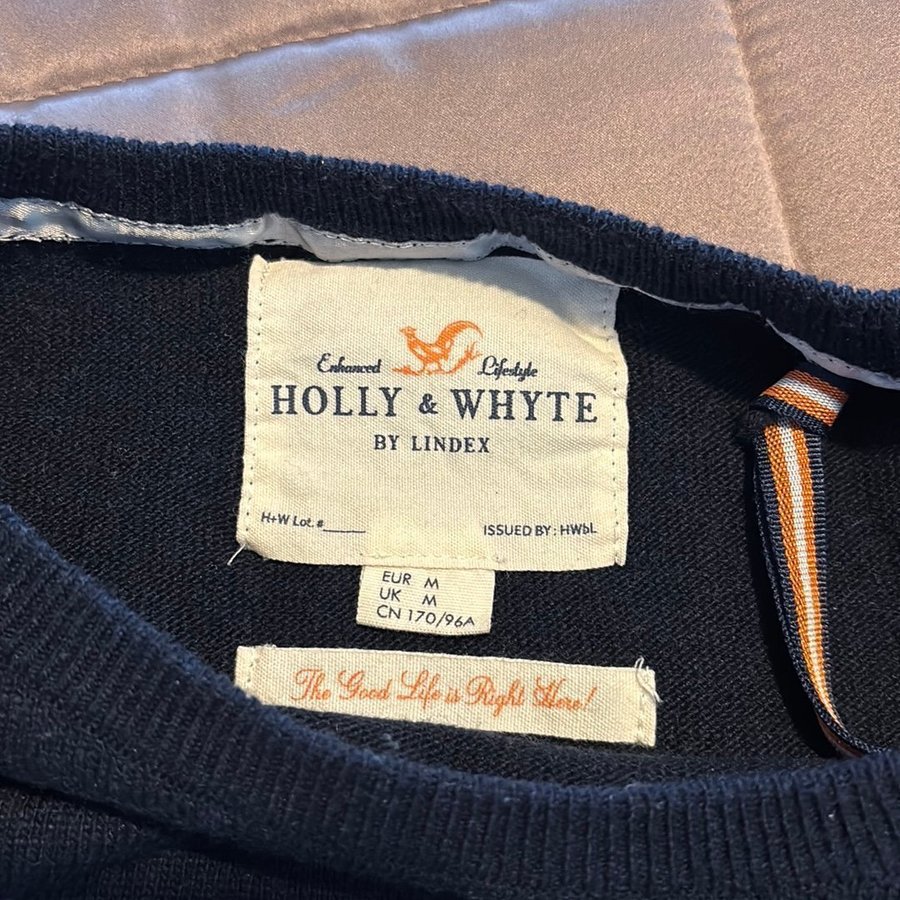 Enhanced Lifestyle
HOLLY & WHYTE
BY LINDEX
H+W Lot.#____ ISSUED BY: HWbl.
EUR M
UK M
CN 170/96A
The Good Life is Right Here!